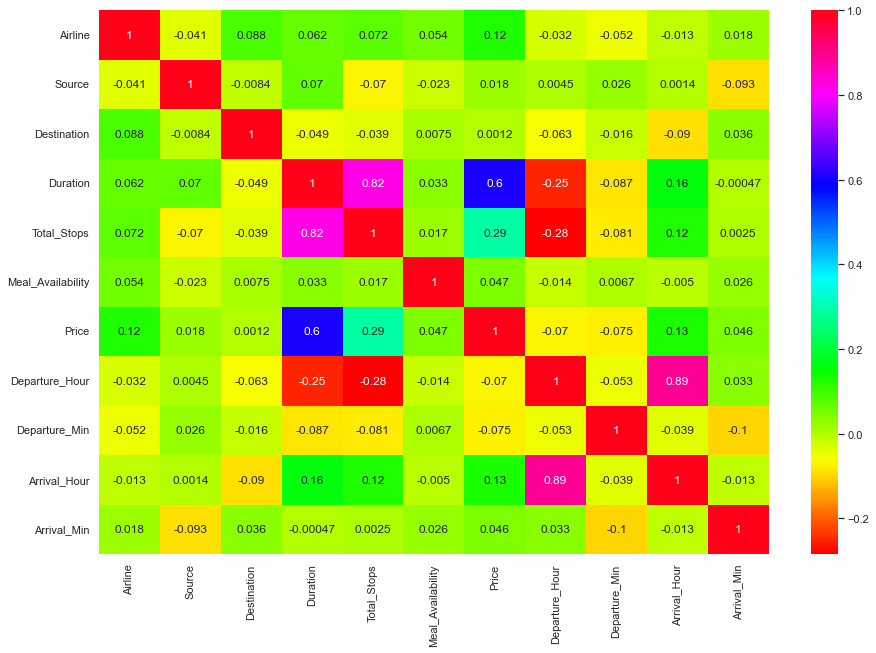 Airline 1 -0.041 0.088 0.062 0.072 0.054 0.12 -0.032 -0.052 -0.013 0.018
Source -0.041 1 -0.0084 0.07 -0.07 -0.023 0.018 0.0045 0.026 0.0014 -0.093
Destination 0.088 -0.0084 1 -0.049 -0.039 0.0075 0.0012 -0.063 -0.016 -0.09 0.036
Duration 0.062 0.07 -0.049 1 0.82 0.033 0.6 -0.25 -0.087 0.16 -0.00047
Total_Stops 0.072 -0.07 -0.039 0.82 1 0.017 0.29 -0.28 -0.081 0.12 0.0025
Meal_Availability 0.054 -0.023 0.0075 0.033 0.017 1 0.047 -0.014 0.0067 -0.005 0.026
Price 0.12 0.018 0.0012 0.6 0.29 0.047 1 -0.07 -0.075 0.13 0.046
Departure_Hour -0.032 0.0045 -0.063 -0.25 -0.28 -0.014 -0.07 1 -0.053 0.89 0.033
Departure_Min -0.052 0.026 -0.016 -0.087 -0.081 0.0067 -0.075 -0.053 1 -0.039 -0.1
Arrival_Hour -0.013 0.0014 -0.09 0.16 0.12 -0.005 0.13 0.89 -0.039 1 -0.013
Arrival_Min 0.018 -0.093 0.036 -0.00047 0.0025 0.026 0.046 0.033 -0.1 -0.013 1
Airline
Source
Destination
Duration
Total_Stops
Meal_Availability
Price
Departure_Hour
Departure_Min
Arrival_Hour
Arrival_Min
1.0
0.8
0.6
0.4
0.2
0.0
−0.2